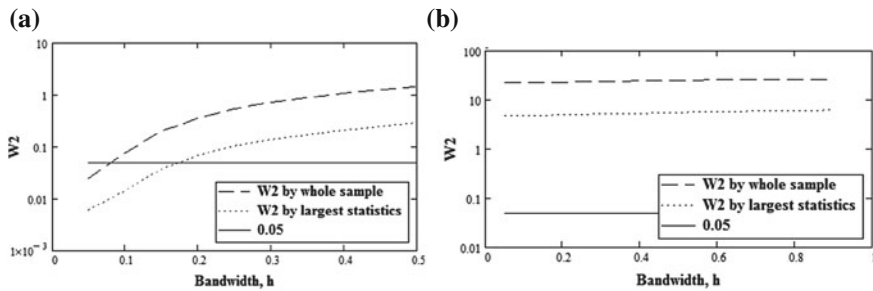 (a)
10
1
0.1
0.01
1×10⁻³
W2
0
0.1
0.2
0.3
0.4
0.5
Bandwidth, h
W2 by whole sample
W2 by largest statistics
0.05
(b)
100
10
1
0.1
0.01
W2
0
0.2
0.4
0.6
0.8
1
Bandwidth, h
W2 by whole sample
W2 by largest statistics
0.05